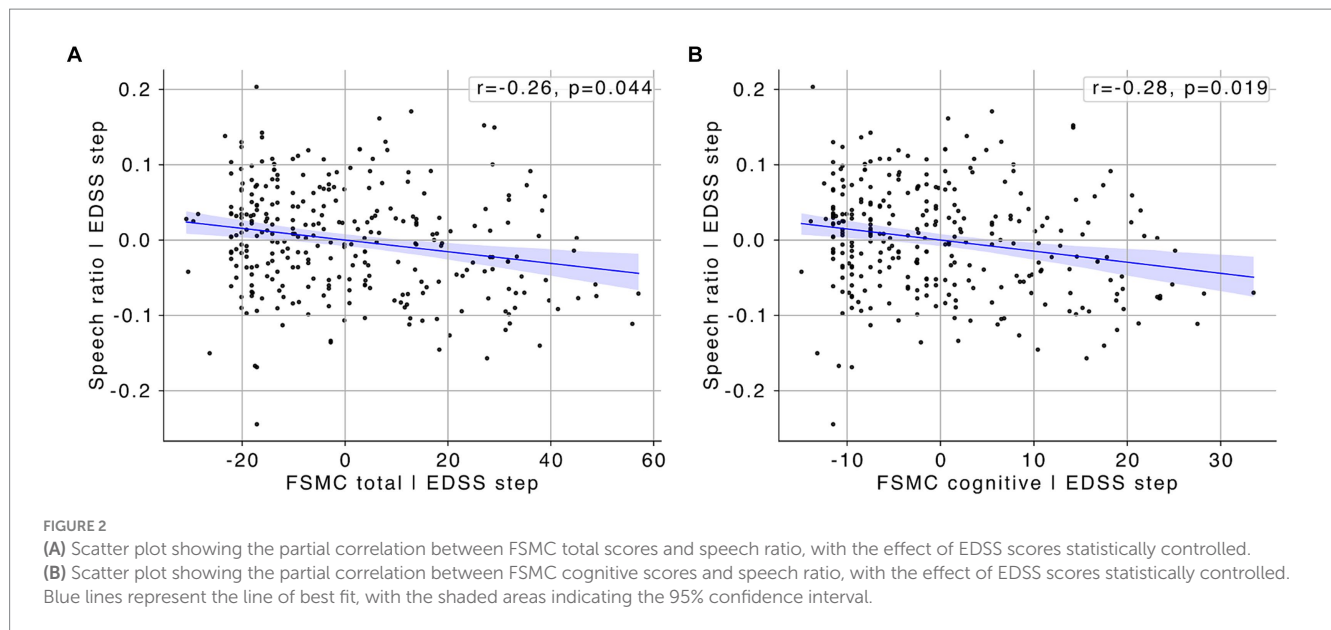 A
B
r=-0.26, p=0.044
r=-0.28, p=0.019
Speech ratio | EDSS step
0.2
0.1
0.0
-0.1
-0.2
-20 0 20 40 60
FSMC total | EDSS step
Speech ratio | EDSS step
0.2
0.1
0.0
-0.1
-0.2
-10 0 10 20 30
FSMC cognitive | EDSS step
FIGURE 2
(A) Scatter plot showing the partial correlation between FSMC total scores and speech ratio, with the effect of EDSS scores statistically controlled.
(B) Scatter plot showing the partial correlation between FSMC cognitive scores and speech ratio, with the effect of EDSS scores statistically controlled.
Blue lines represent the line of best fit, with the shaded areas indicating the 95% confidence interval.